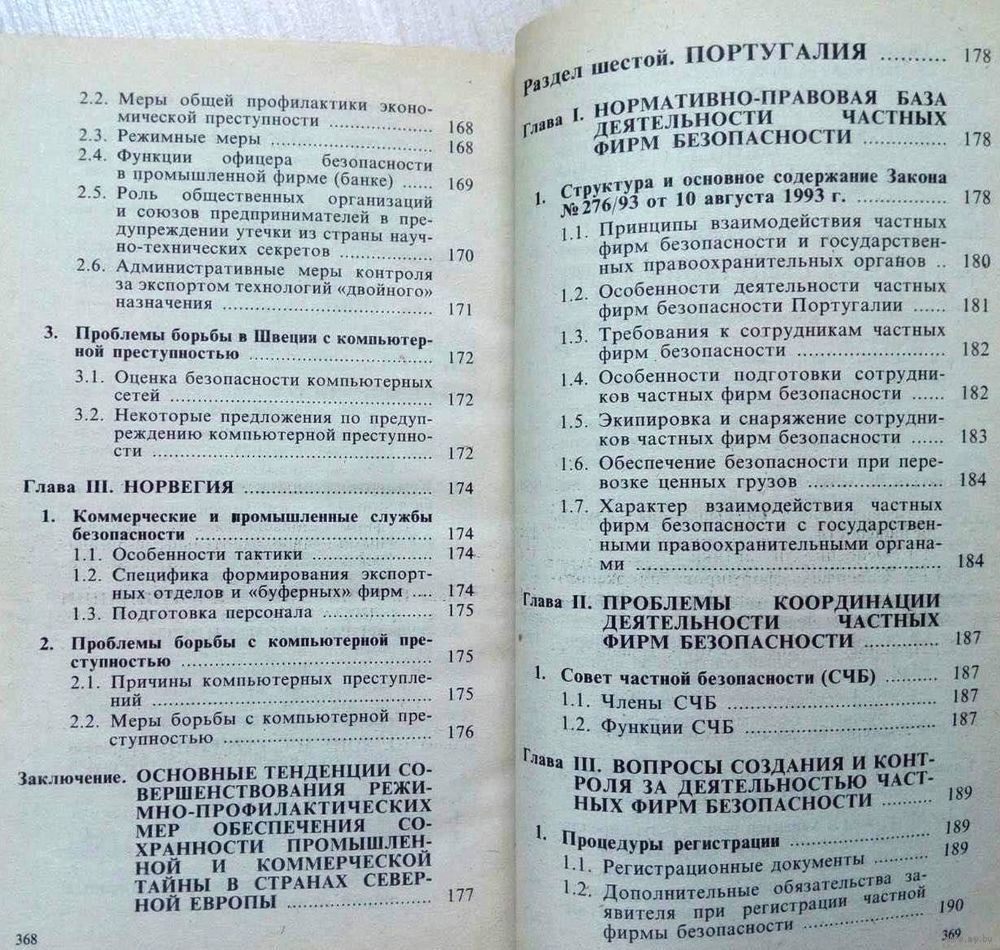 2.2. Меры общей профилактики эконо-
мической преступности ................ 168
2.3. Режимные меры ........................ 168
2.4. Функции офицера безопасности
в промышленной фирме (банке) ...... 169
2.5. Роль общественных организаций
и союзов предпринимателей в пре-
дупреждении утечки из страны науч-
но-технических секретов ............... 170
2.6. Административные меры контроля
за экспортом технологий «двойного»
назначения ............................. 171
3. Проблемы борьбы в Швеции с компьютер-
ной преступностью ........................ 172
3.1. Оценка безопасности компьютерных
сетей ................................... 172
3.2. Некоторые предложения по предуп-
реждению компьютерной преступно-
сти ..................................... 172
Глава III. НОРВЕГИЯ ........................ 174
1. Коммерческие и промышленные службы
безопасности .............................. 174
1.1. Особенности тактики ................ 174
1.2. Специфика формирования экспорт-
ных отделов и «буферных» фирм .... 174
1.3. Подготовка персонала ............... 175
2. Проблемы борьбы с компьютерной пре-
ступностью ................................ 175
2.1. Причины компьютерных преступле-
ний ..................................... 175
2.2. Меры борьбы с компьютерной пре-
ступностью ............................. 176
Заключение. ОСНОВНЫЕ ТЕНДЕНЦИИ СО-
ВЕРШЕНСТВОВАНИЯ РЕЖИ-
МНО-ПРОФИЛАКТИЧЕСКИХ
МЕР ОБЕСПЕЧЕНИЯ СО-
ХРАННОСТИ ПРОМЫШЛЕН-
НОЙ И КОММЕРЧЕСКОЙ
ТАЙНЫ В СТРАНАХ СЕВЕР-
НОЙ ЕВРОПЫ .................... 177
368
Раздел шестой. ПОРТУГАЛИЯ .......... 178
Глава I. НОРМАТИВНО-ПРАВОВАЯ БАЗА
ДЕЯТЕЛЬНОСТИ ЧАСТНЫХ
ФИРМ БЕЗОПАСНОСТИ ............ 178
1. Структура и основное содержание Закона
№ 276/93 от 10 августа 1993 г. .............. 178
1.1. Принципы взаимодействия частных
фирм безопасности и государствен-
ных правоохранительных органов .. 180
1.2. Особенности деятельности частных
фирм безопасности Португалии ...... 181
1.3. Требования к сотрудникам частных
фирм безопасности .................... 182
1.4. Особенности подготовки сотрудни-
ков частных фирм безопасности ...... 182
1.5. Экипировка и снаряжение сотрудни-
ков частных фирм безопасности ...... 183
1.6. Обеспечение безопасности при пере-
возке ценных грузов ................... 184
1.7. Характер взаимодействия частных
фирм безопасности с государствен-
ными правоохранительными органа-
ми ...................................... 184
Глава II. ПРОБЛЕМЫ КООРДИНАЦИИ
ДЕЯТЕЛЬНОСТИ ЧАСТНЫХ
ФИРМ БЕЗОПАСНОСТИ ........... 187
1. Совет частной безопасности (СЧБ) .......... 187
1.1. Члены СЧБ ........................... 187
1.2. Функции СЧБ ......................... 187
Глава III. ВОПРОСЫ СОЗДАНИЯ И КОНТ-
РОЛЯ ЗА ДЕЯТЕЛЬНОСТЬЮ ЧАСТ-
НЫХ ФИРМ БЕЗОПАСНОСТИ ......... 189
1. Процедуры регистрации ..................... 189
1.1. Регистрационные документы ......... 189
1.2. Дополнительные обязательства за-
явителя при регистрации частной
фирмы безопасности .................. 190
369